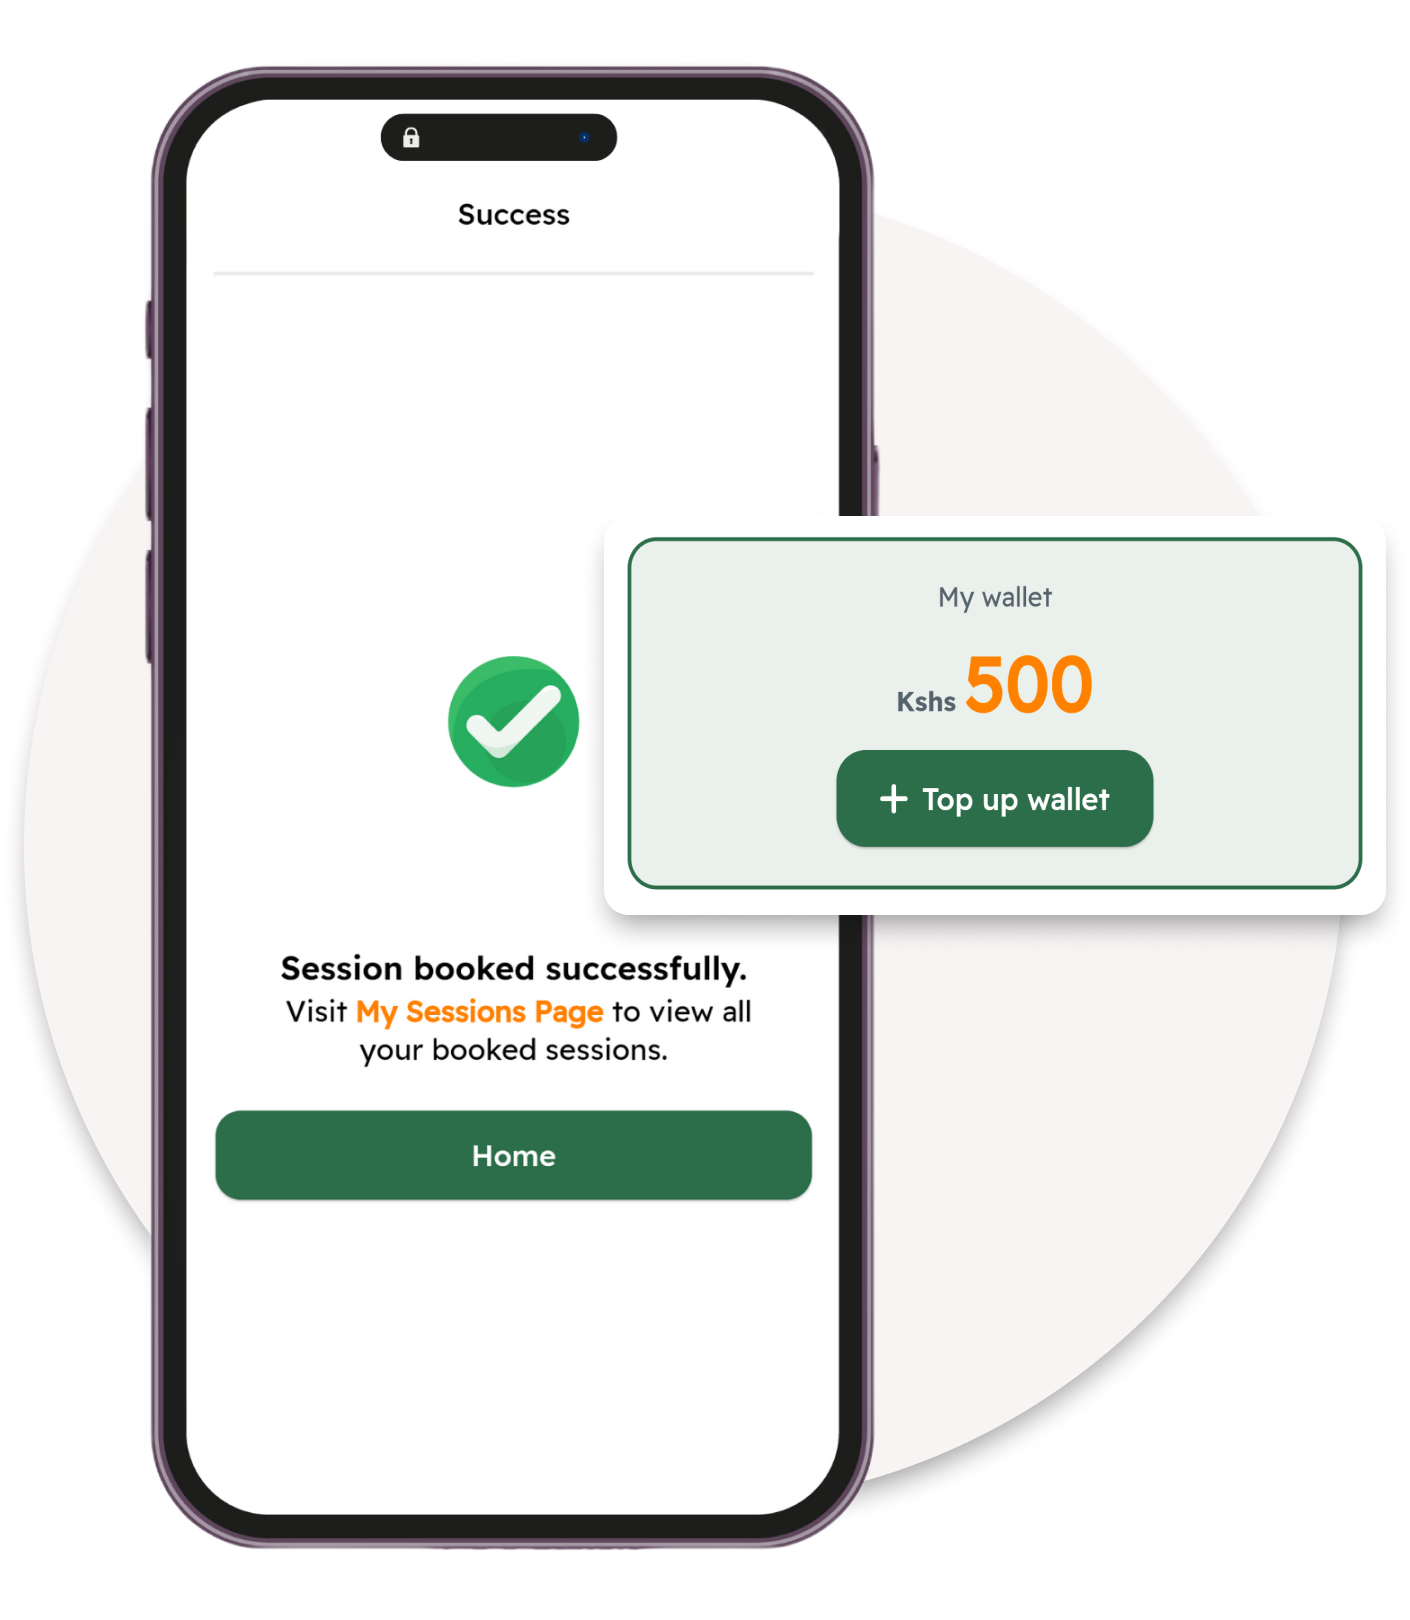 Success
My wallet
Kshs 500
+ Top up wallet
Session booked successfully.
Visit My Sessions Page to view all
your booked sessions.
Home